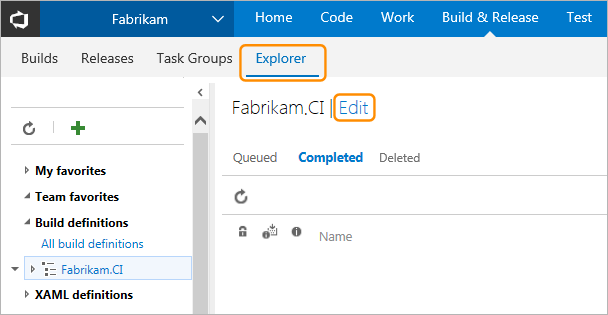 Fabrikam Home Code Work Build & Release Test
Builds Releases Task Groups Explorer
Fabrikam.CI | Edit
Queued Completed Deleted
My favorites
Team favorites
Build definitions
All build definitions
Fabrikam.CI
XAML definitions
Name